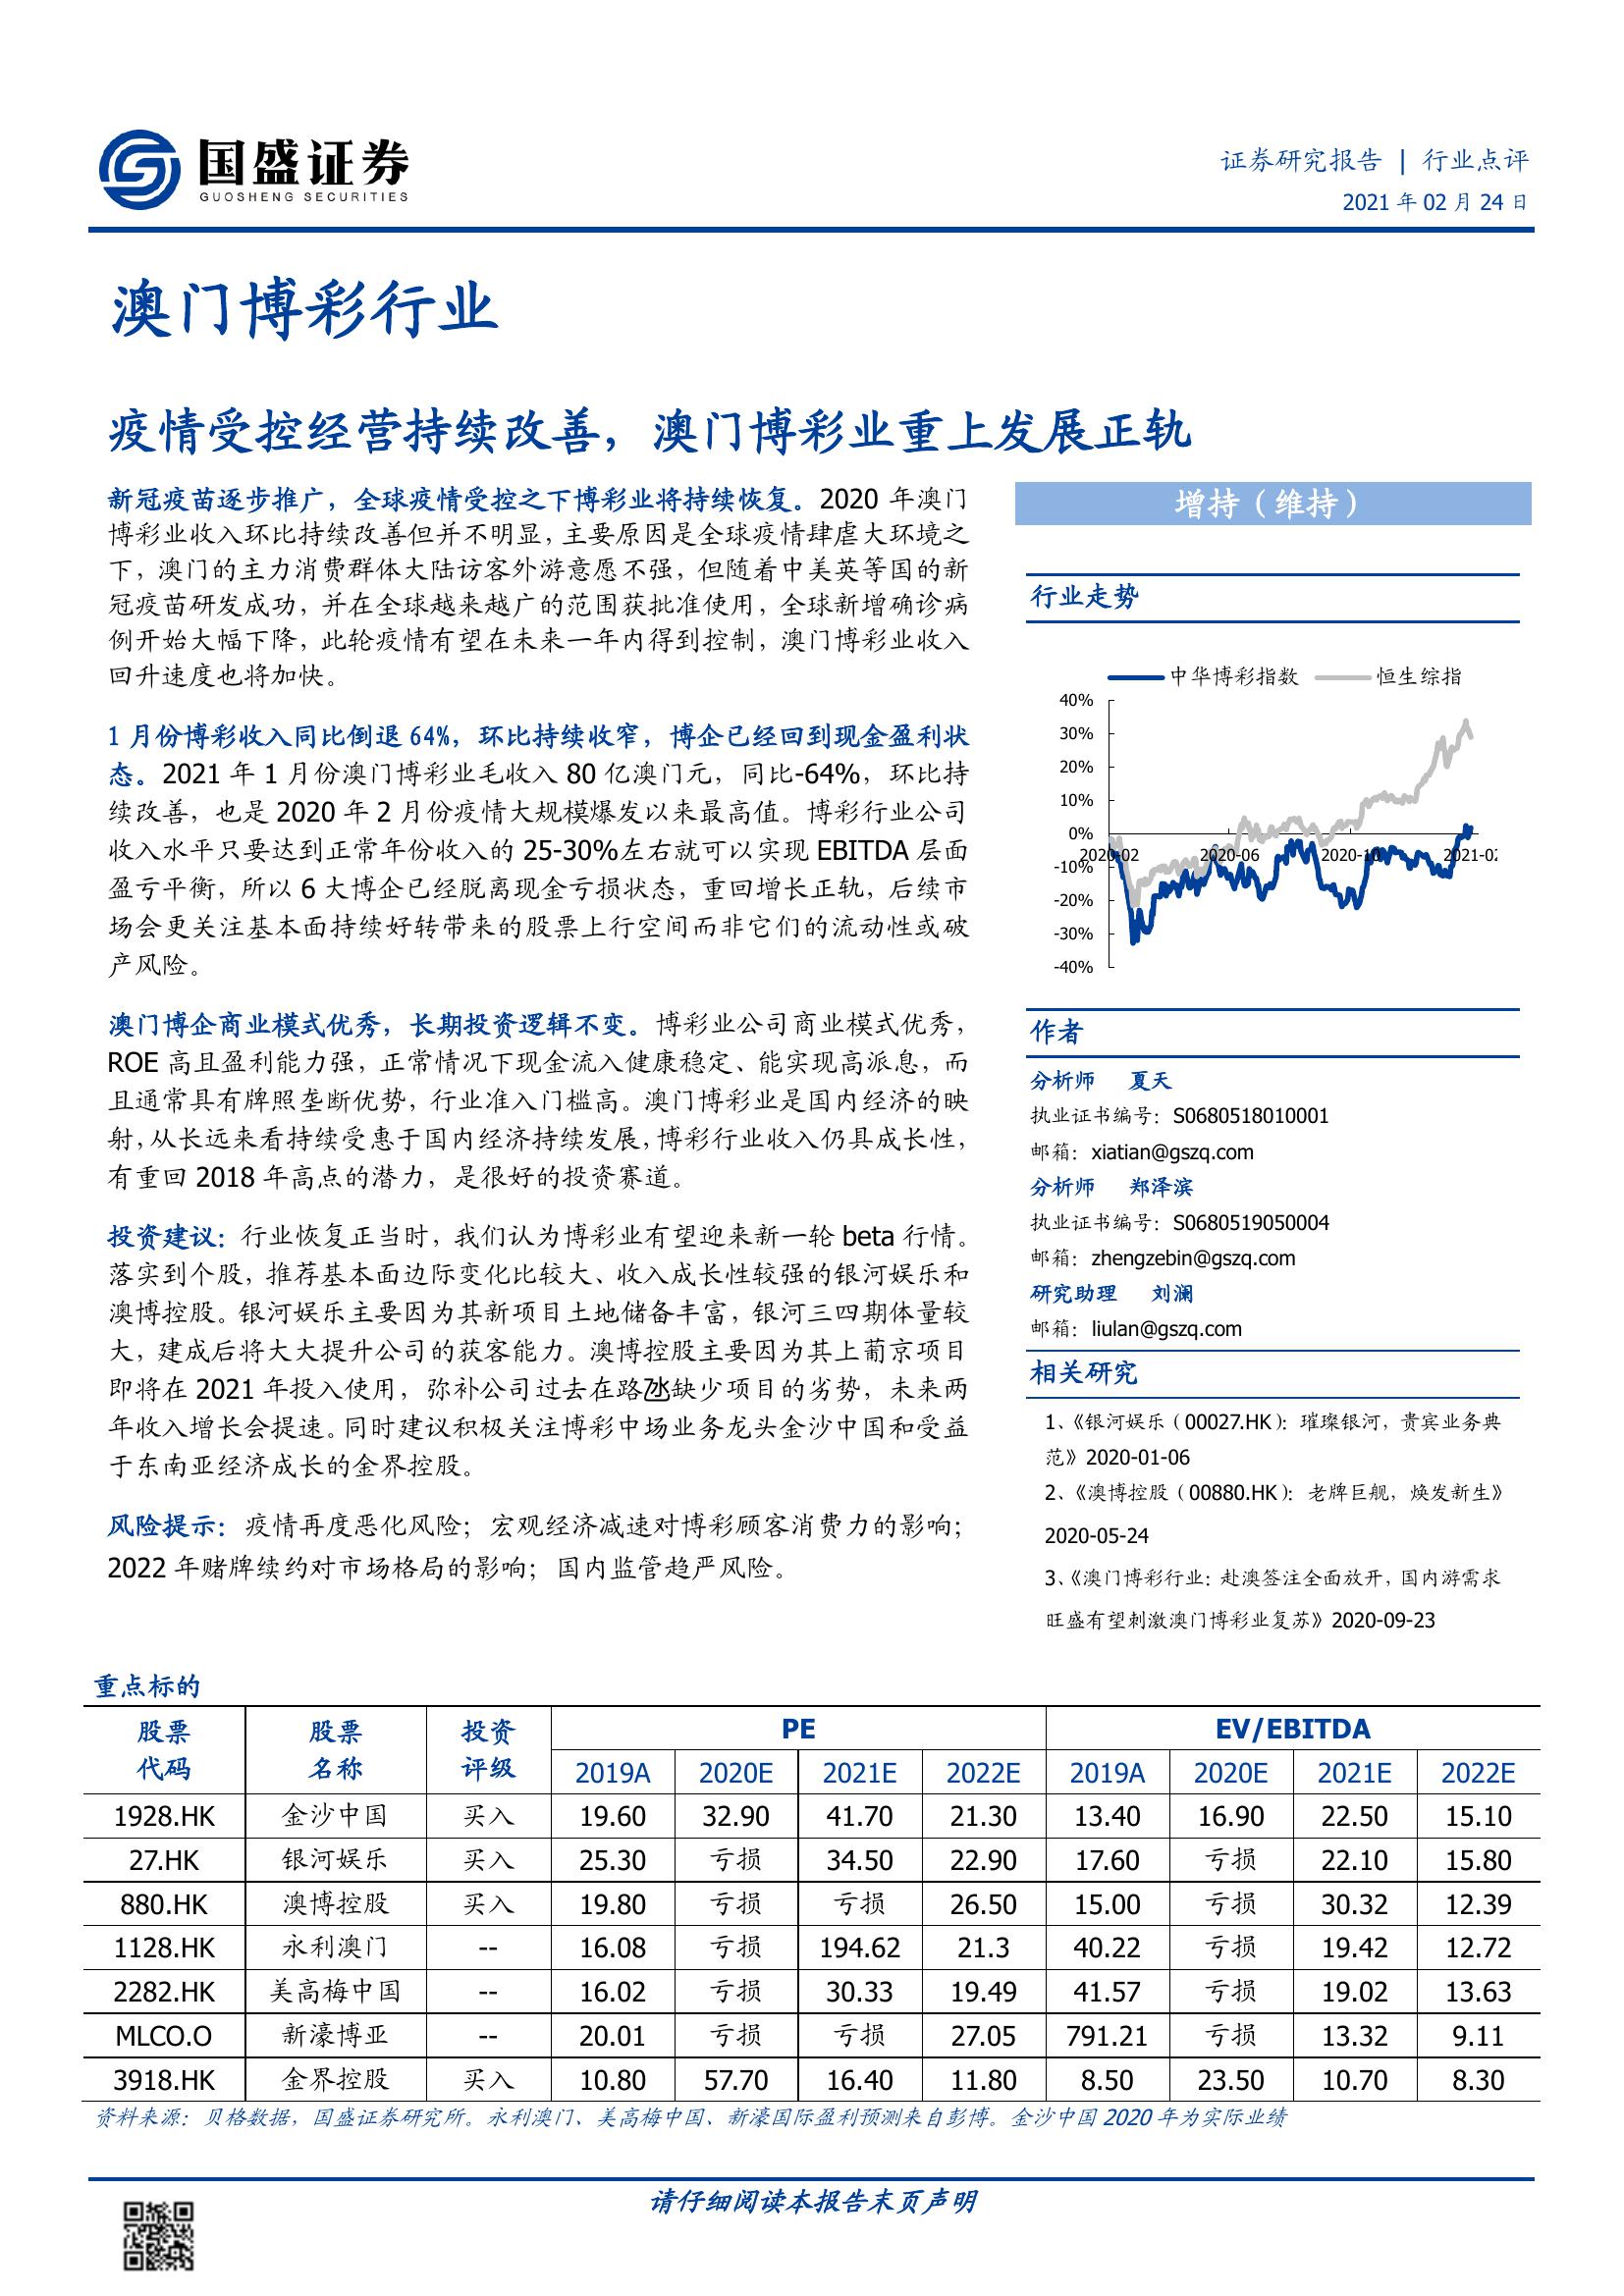 国盛证券
GUOSHENG SECURITIES
证券研究报告 | 行业点评
2021 年 02 月 24 日
澳门博彩行业
疫情受控经营持续改善，澳门博彩业重上发展正轨
新冠疫苗逐步推广，全球疫情受控之下博彩业将持续恢复。2020 年澳门
博彩业收入环比持续改善但并不明显，主要原因是全球疫情肆虐大环境之
下，澳门的主力消费群体大陆访客外游意愿不强，但随着中美英等国的新
冠疫苗研发成功，并在全球越来越广的范围获批准使用，全球新增确诊病
例开始大幅下降，此轮疫情有望在未来一年内得到控制，澳门博彩业收入
回升速度也将加快。
1 月份博彩收入同比倒退 64%，环比持续收窄，博企已经回到现金盈利状
态。2021 年 1 月份澳门博彩业毛收入 80 亿澳门元，同比-64%，环比持
续改善，也是 2020 年 2 月份疫情大规模爆发以来最高值。博彩行业公司
收入水平只要达到正常年份收入的 25-30%左右就可以实现 EBITDA 层面
盈亏平衡，所以 6 大博企已经脱离现金亏损状态，重回增长正轨，后续市
场会更关注基本面持续好转带来的股票上行空间而非它们的流动性或破
产风险。
澳门博企商业模式优秀，长期投资逻辑不变。博彩业公司商业模式优秀，
ROE 高且盈利能力强，正常情况下现金流入健康稳定、能实现高派息，而
且通常具有牌照垄断优势，行业准入门槛高。澳门博彩业是国内经济的映
射，从长远来看持续受惠于国内经济持续发展，博彩行业收入仍具成长性，
有重回 2018 年高点的潜力，是很好的投资赛道。
投资建议：行业恢复正当时，我们认为博彩业有望迎来新一轮 beta 行情。
落实到个股，推荐基本面边际变化比较大、收入成长性较强的银河娱乐和
澳博控股。银河娱乐主要因为其新项目土地储备丰富，银河三四期体量较
大，建成后将大大提升公司的获客能力。澳博控股主要因为其上葡京项目
即将在 2021 年投入使用，弥补公司过去在路氹缺少项目的劣势，未来两
年收入增长会提速。同时建议积极关注博彩中场业务龙头金沙中国和受益
于东南亚经济成长的金界控股。
风险提示：疫情再度恶化风险；宏观经济减速对博彩顾客消费力的影响；
2022 年赌牌续约对市场格局的影响；国内监管趋严风险。
增持（维持）
行业走势
中华博彩指数 恒生综指
40%
30%
20%
10%
0%
-10%
-20%
-30%
-40%
2020-02 2020-06 2020-10 2021-02
作者
分析师 夏天
执业证书编号：S0680518010001
邮箱：xiatian@gszq.com
分析师 郑泽滨
执业证书编号：S0680519050004
邮箱：zhengzebin@gszq.com
研究助理 刘澜
邮箱：liulan@gszq.com
相关研究
1、《银河娱乐（00027.HK）：璀璨银河，贵宾业务典
范》2020-01-06
2、《澳博控股（00880.HK）：老牌巨舰，焕发新生》
2020-05-24
3、《澳门博彩行业：赴澳签注全面放开，国内游需求
旺盛有望刺激澳门博彩业复苏》2020-09-23
重点标的
股票 股票 投资 PE EV/EBITDA
代码 名称 评级 2019A 2020E 2021E 2022E 2019A 2020E 2021E 2022E
1928.HK 金沙中国 买入 19.60 32.90 41.70 21.30 13.40 16.90 22.50 15.10
27.HK 银河娱乐 买入 25.30 亏损 34.50 22.90 17.60 亏损 22.10 15.80
880.HK 澳博控股 买入 19.80 亏损 亏损 26.50 15.00 亏损 30.32 12.39
1128.HK 永利澳门 -- 16.08 亏损 194.62 21.3 40.22 亏损 19.42 12.72
2282.HK 美高梅中国 -- 16.02 亏损 30.33 19.49 41.57 亏损 19.02 13.63
MLCO.O 新濠博亚 -- 20.01 亏损 亏损 27.05 791.21 亏损 13.32 9.11
3918.HK 金界控股 买入 10.80 57.70 16.40 11.80 8.50 23.50 10.70 8.30
资料来源：贝格数据，国盛证券研究所。永利澳门、美高梅中国、新濠国际盈利预测来自彭博。金沙中国 2020 年为实际业绩
请仔细阅读本报告末页声明